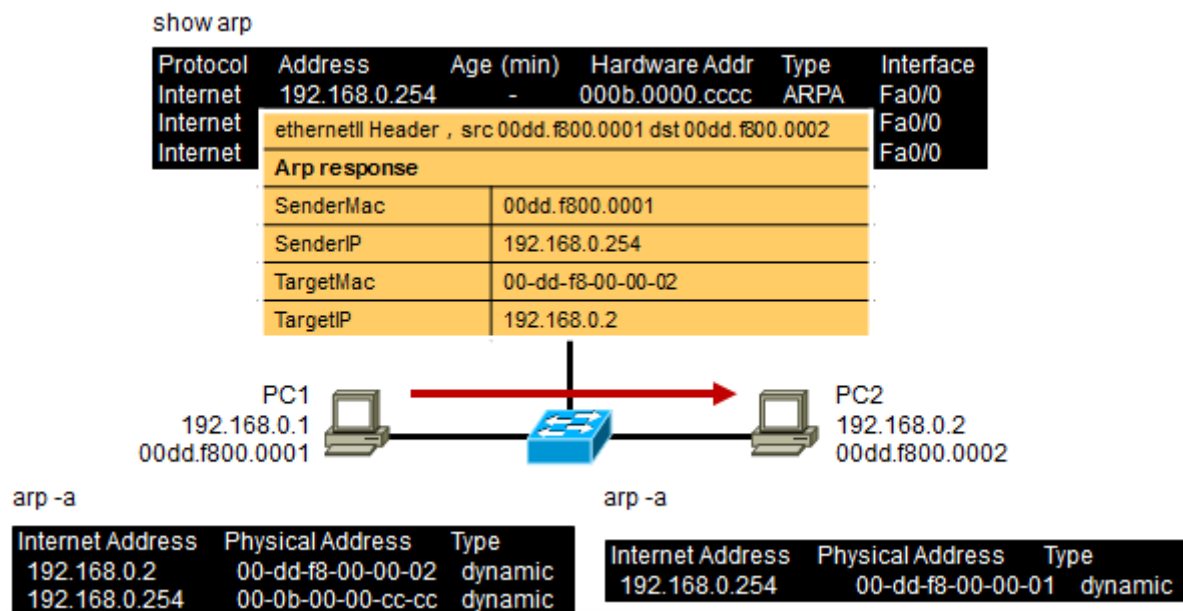 show arp
Protocol Address Age (min) Hardware Addr Type Interface
Internet 192.168.0.254 - 000b.0000.cccc ARPA Fa0/0
Internet Fa0/0
Internet Fa0/0
ethernetII Header，src 00dd.f800.0001 dst 00dd.f800.0002
Arp response
SenderMac 00dd.f800.0001
SenderIP 192.168.0.254
TargetMac 00-dd-f8-00-00-02
TargetIP 192.168.0.2
PC1
192.168.0.1
00dd.f800.0001
PC2
192.168.0.2
00dd.f800.0002
arp -a
Internet Address Physical Address Type
192.168.0.2 00-dd-f8-00-00-02 dynamic
192.168.0.254 00-0b-00-00-cc-cc dynamic
arp -a
Internet Address Physical Address Type
192.168.0.254 00-dd-f8-00-00-01 dynamic